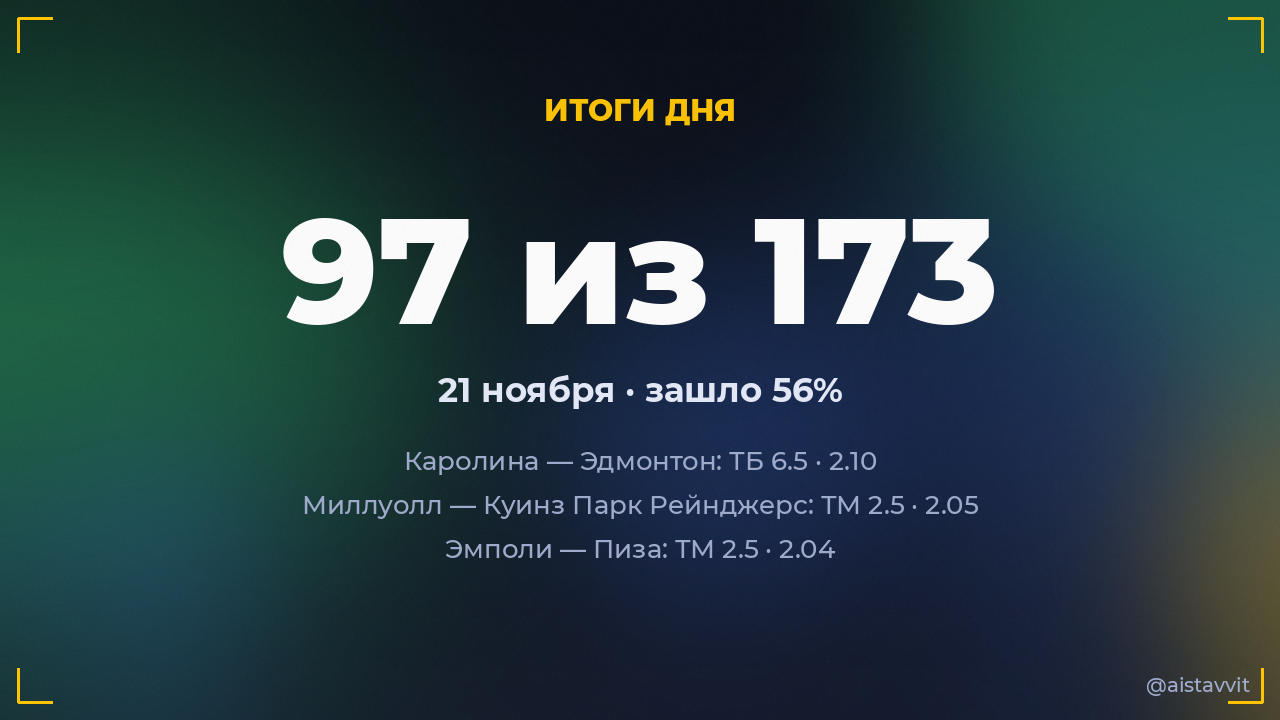 ИТОГИ ДНЯ
97 из 173
21 ноября · зашло 56%
Каролина — Эдмонтон: ТБ 6.5 · 2.10
Миллуолл — Куинз Парк Рейнджерс: ТМ 2.5 · 2.05
Эмполи — Пиза: ТМ 2.5 · 2.04
@aistavvit